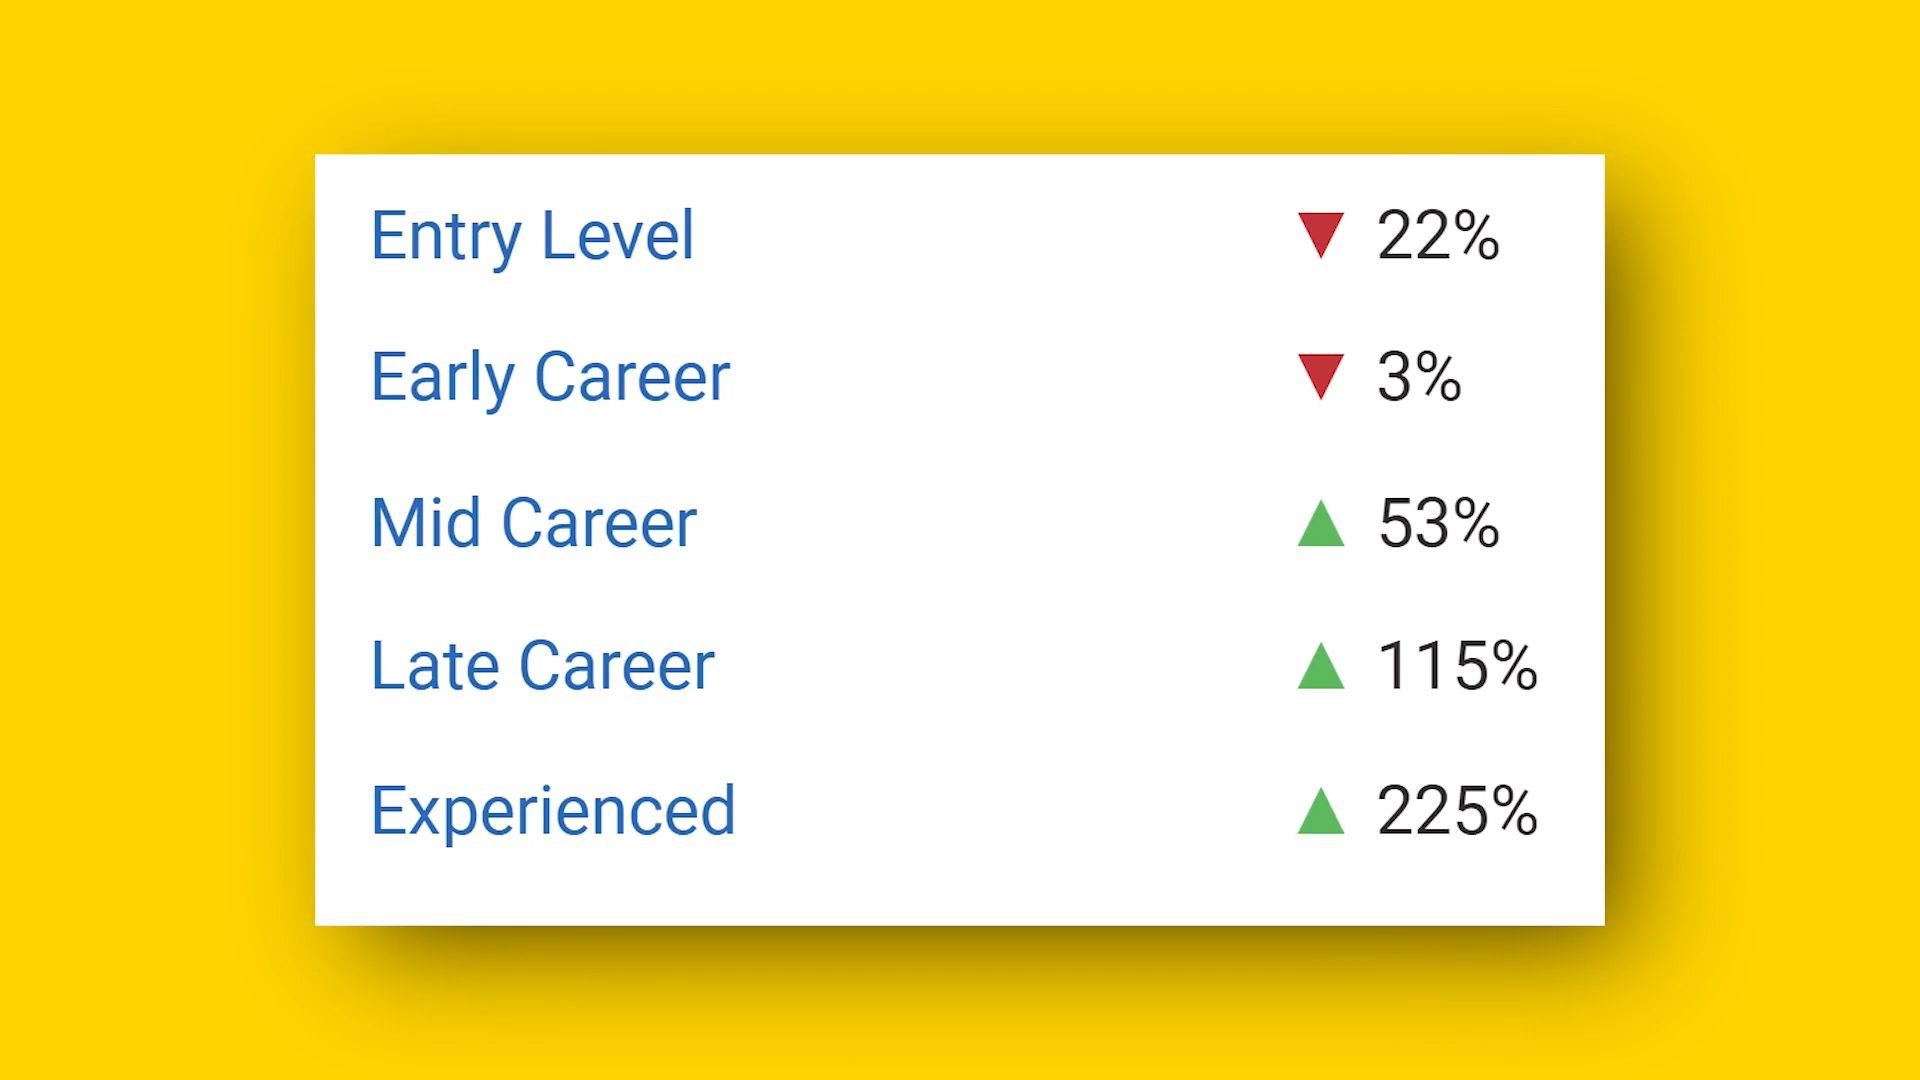 Entry Level ▼ 22%
Early Career ▼ 3%
Mid Career ▲ 53%
Late Career ▲ 115%
Experienced ▲ 225%